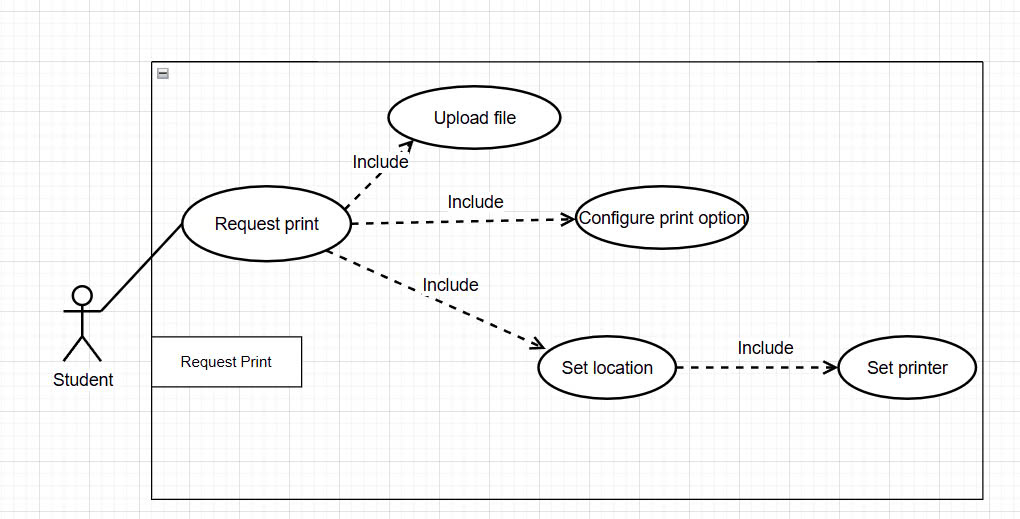 Upload file
Include
Include
Request print
Configure print option
Include
Include
Request Print
Set location
Set printer
Student